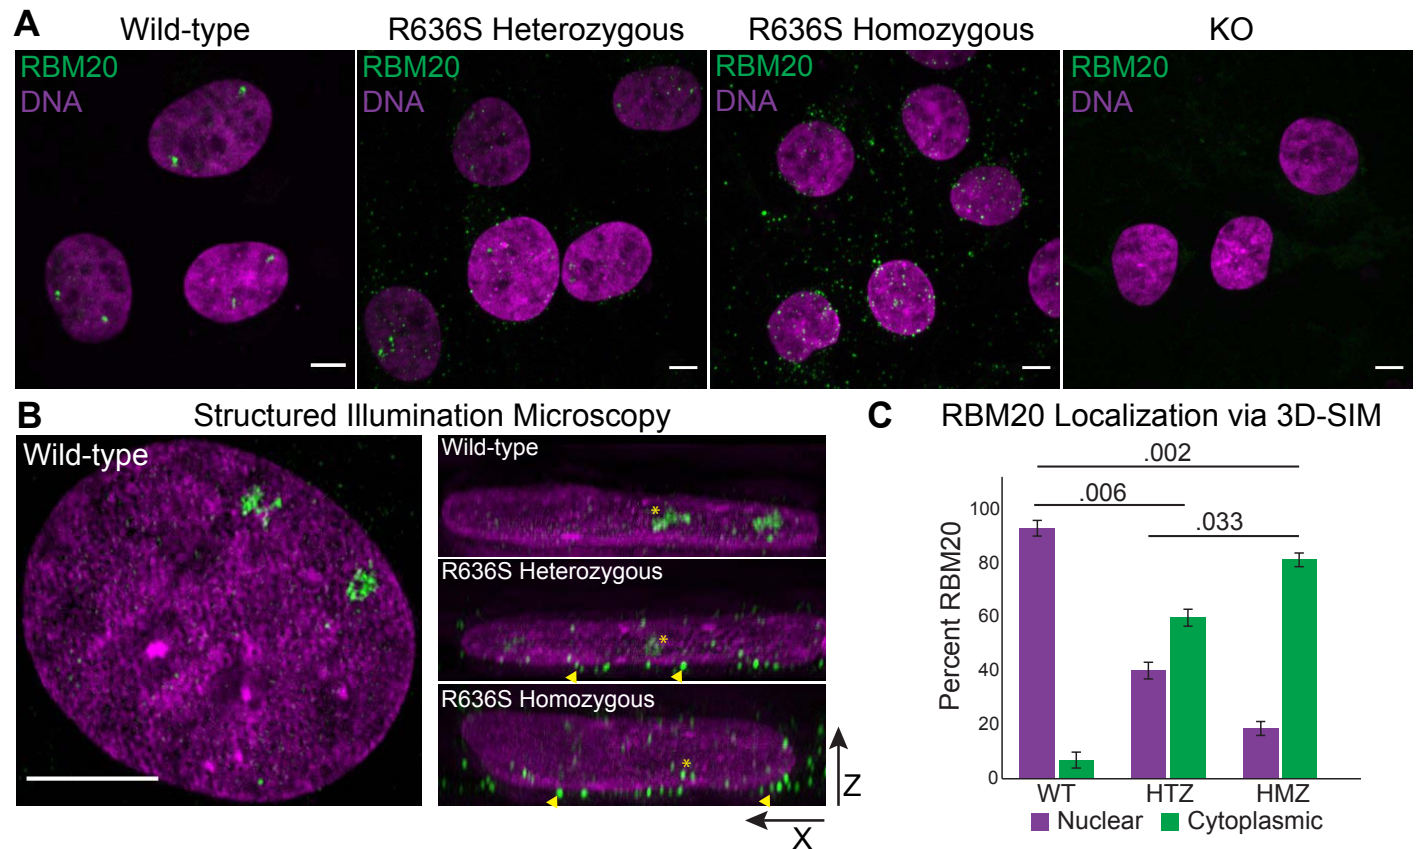 A
Wild-type
R636S Heterozygous
R636S Homozygous
KO
RBM20
DNA
RBM20
DNA
RBM20
DNA
RBM20
DNA
B
Structured Illumination Microscopy
Wild-type
Wild-type
*
R636S Heterozygous
*
R636S Homozygous
*
Z
X
C
RBM20 Localization via 3D-SIM
.002
.006
.033
Percent RBM20
100
80
60
40
20
0
WT
HTZ
HMZ
Nuclear
Cytoplasmic